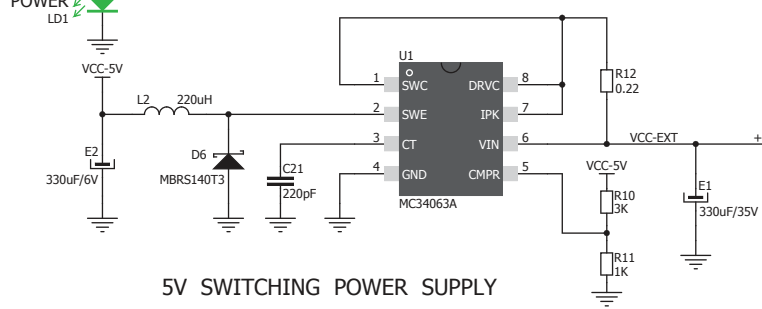 POWER
LD1
VCC-5V
L2 220uH
E2
330uF/6V
D6
MBRS140T3
C21
220pF
U1
1 SWC DRVC 8
2 SWE IPK 7
3 CT VIN 6
4 GND CMPR 5
MC34063A
R12
0.22
VCC-EXT +
VCC-5V
R10
3K
R11
1K
E1
330uF/35V
5V SWITCHING POWER SUPPLY